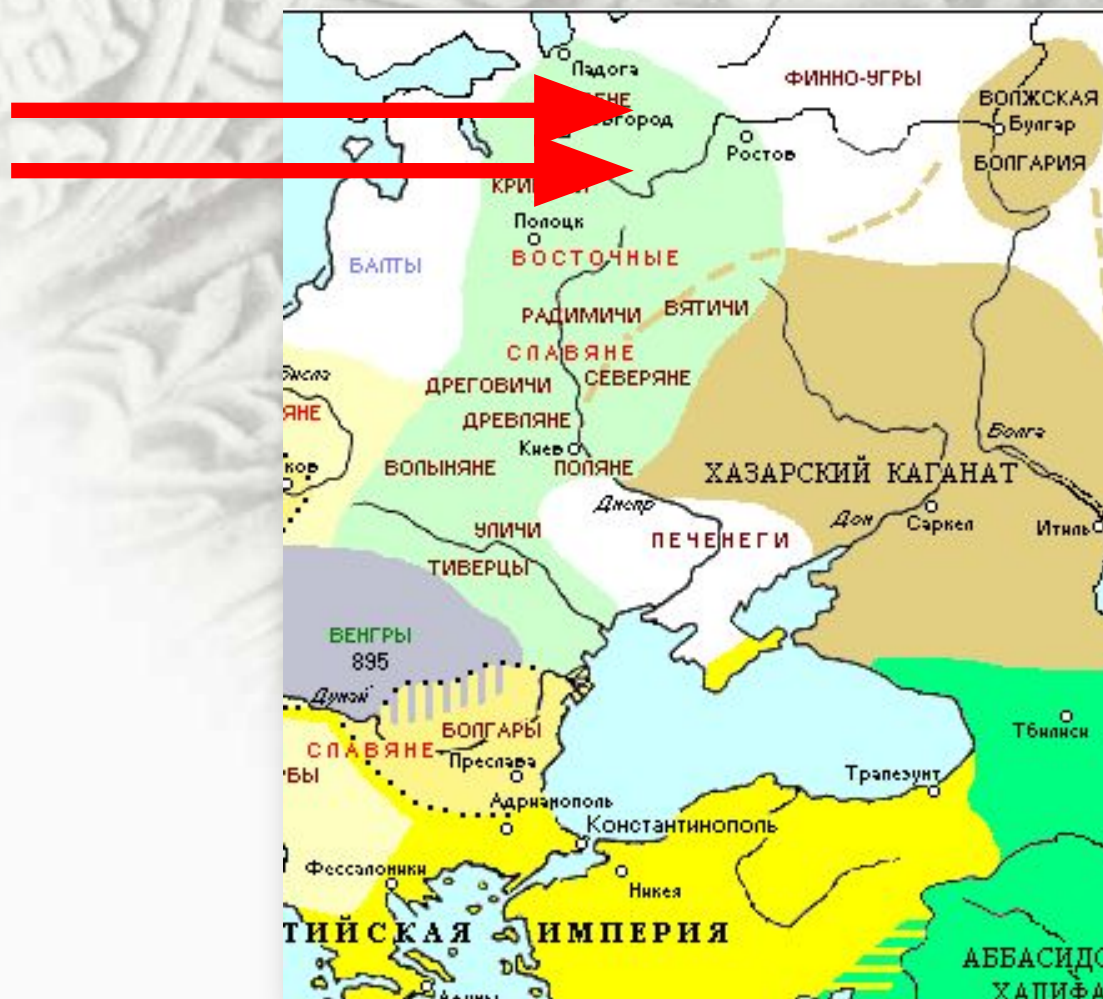 Ладога
ФИННО-УГРЫ
ВОЛЖСКАЯ
Булгар
Ростов
БОЛГАРИЯ
Полоцк
БАЛТЫ
ВОСТОЧНЫЕ
РАДИМИЧИ
ВЯТИЧИ
СЛАВЯНЕ
СЕВЕРЯНЕ
ДРЕГОВИЧИ
ДРЕВЛЯНЕ
Волга
Киев
ВОЛЫНЯНЕ
ПОЛЯНЕ
ХАЗАРСКИЙ КАГАНАТ
Днепр
Дон
Саркел
Итиль
УЛИЧИ
ПЕЧЕНЕГИ
ТИВЕРЦЫ
ВЕНГРЫ
895
Дунай
БОЛГАРЫ
СЛАВЯНЕ
Преслава
Тбилиси
Трапезунт
Адрианополь
Константинополь
Фессалоники
Никея
ТИЙСКАЯ ИМПЕРИЯ
АББАСИДС
ХАЛИФА